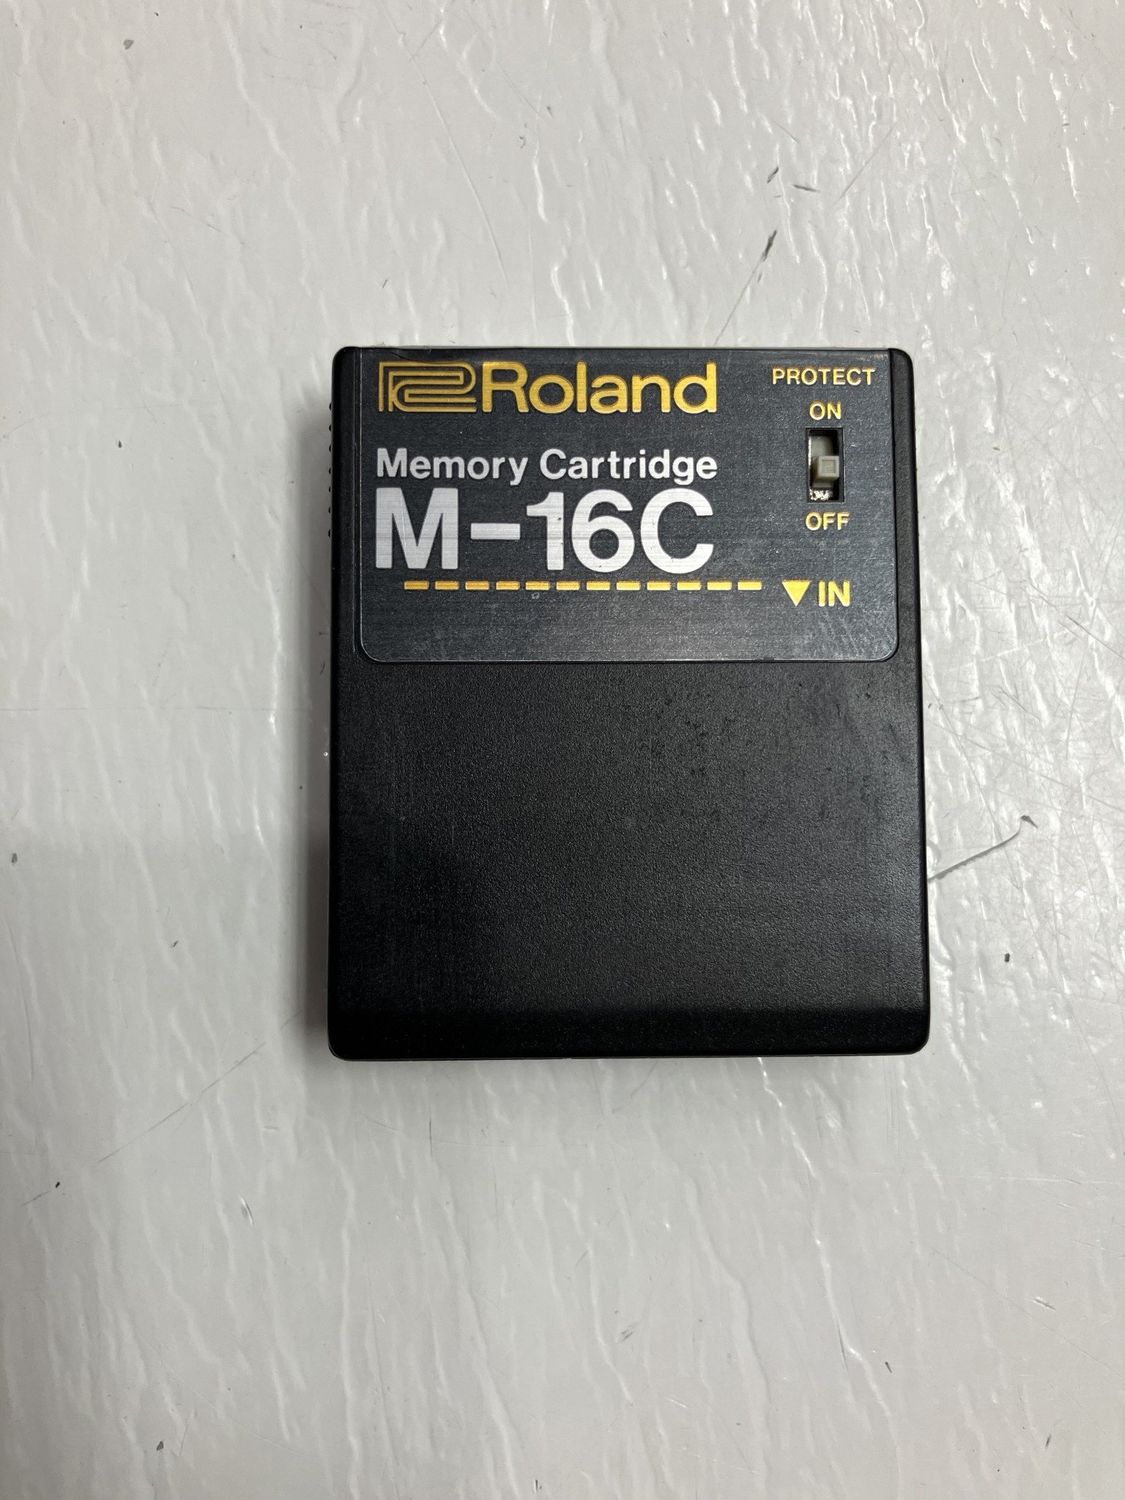 Roland
PROTECT
ON
Memory Cartridge
M-16C
OFF
▼IN